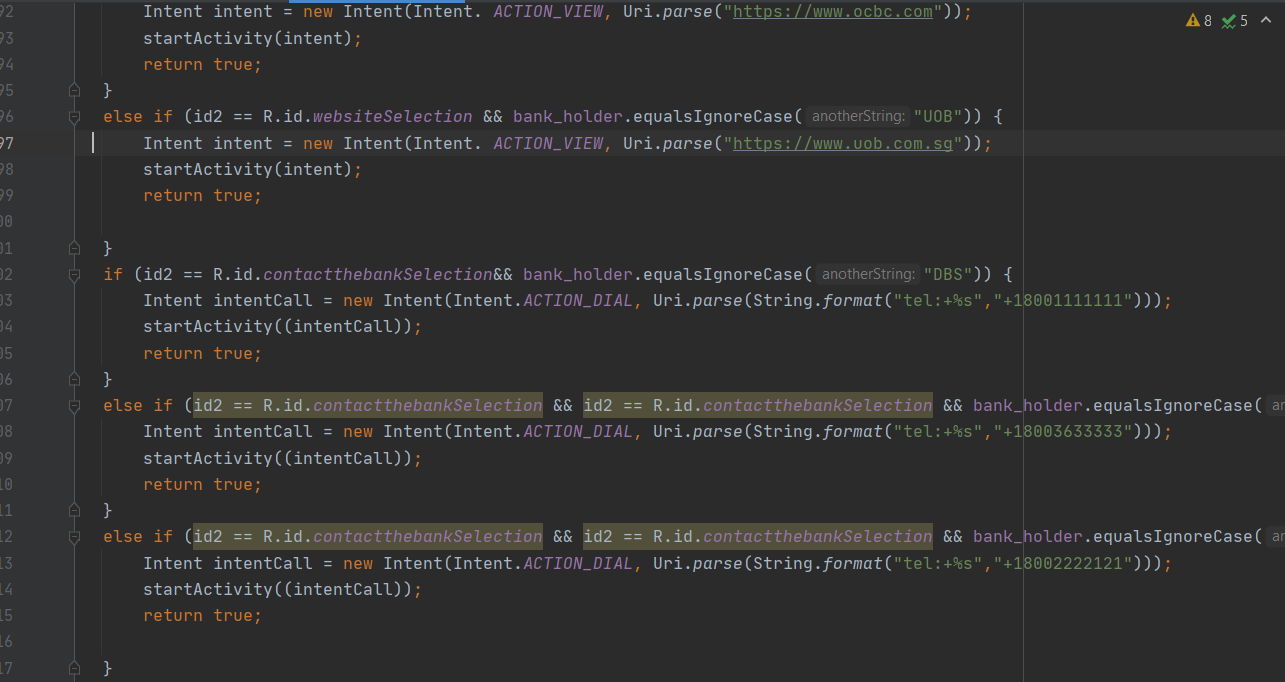 92 Intent intent = new Intent(Intent. ACTION_VIEW, Uri.parse("https://www.ocbc.com"));
8 5
93 startActivity(intent);
94 return true;
95 }
96 else if (id2 == R.id.websiteSelection && bank_holder.equalsIgnoreCase( anotherString: "UOB")) {
97 Intent intent = new Intent(Intent. ACTION_VIEW, Uri.parse("https://www.uob.com.sg"));
98 startActivity(intent);
99 return true;
00
01 }
02 if (id2 == R.id.contactthebankSelection&& bank_holder.equalsIgnoreCase( anotherString: "DBS")) {
03 Intent intentCall = new Intent(Intent.ACTION_DIAL, Uri.parse(String.format("tel:+%s","+18001111111")));
04 startActivity((intentCall));
05 return true;
06 }
07 else if (id2 == R.id.contactthebankSelection && id2 == R.id.contactthebankSelection && bank_holder.equalsIgnoreCase(
08 Intent intentCall = new Intent(Intent.ACTION_DIAL, Uri.parse(String.format("tel:+%s","+18003633333")));
09 startActivity((intentCall));
10 return true;
11 }
12 else if (id2 == R.id.contactthebankSelection && id2 == R.id.contactthebankSelection && bank_holder.equalsIgnoreCase(
13 Intent intentCall = new Intent(Intent.ACTION_DIAL, Uri.parse(String.format("tel:+%s","+18002222121")));
14 startActivity((intentCall));
15 return true;
16
17 }